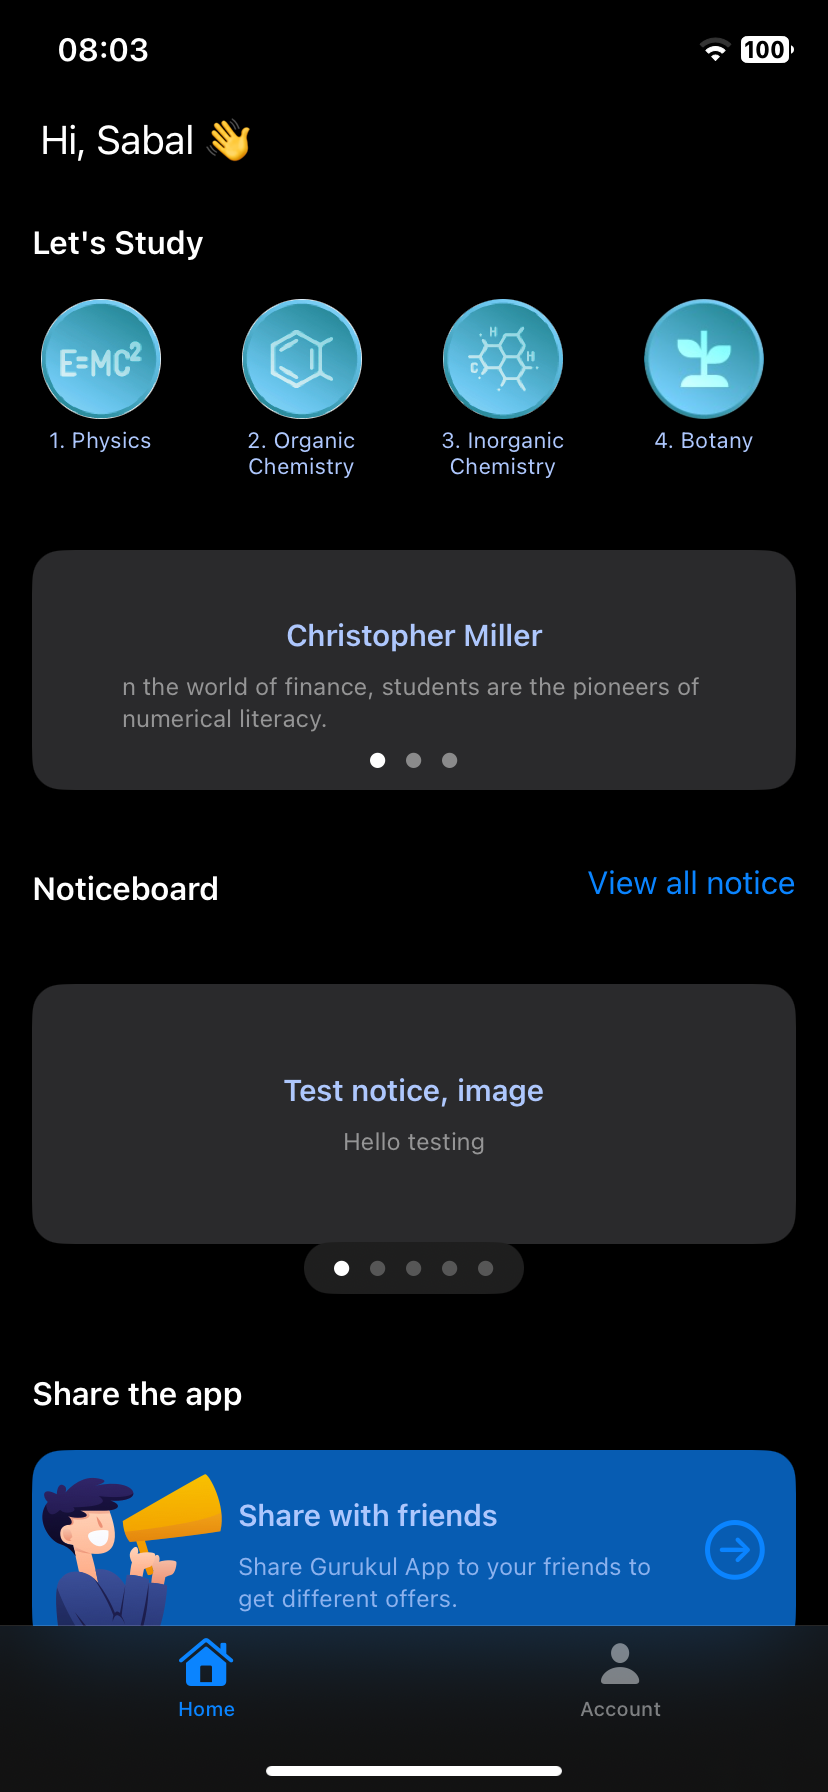 08:03
100
Hi, Sabal 👋
Let's Study
E=MC²
H
H
C
1. Physics
2. Organic
Chemistry
3. Inorganic
Chemistry
4. Botany
Christopher Miller
n the world of finance, students are the pioneers of
numerical literacy.
Noticeboard
View all notice
Test notice, image
Hello testing
Share the app
Share with friends
Share Gurukul App to your friends to
get different offers.
Home
Account